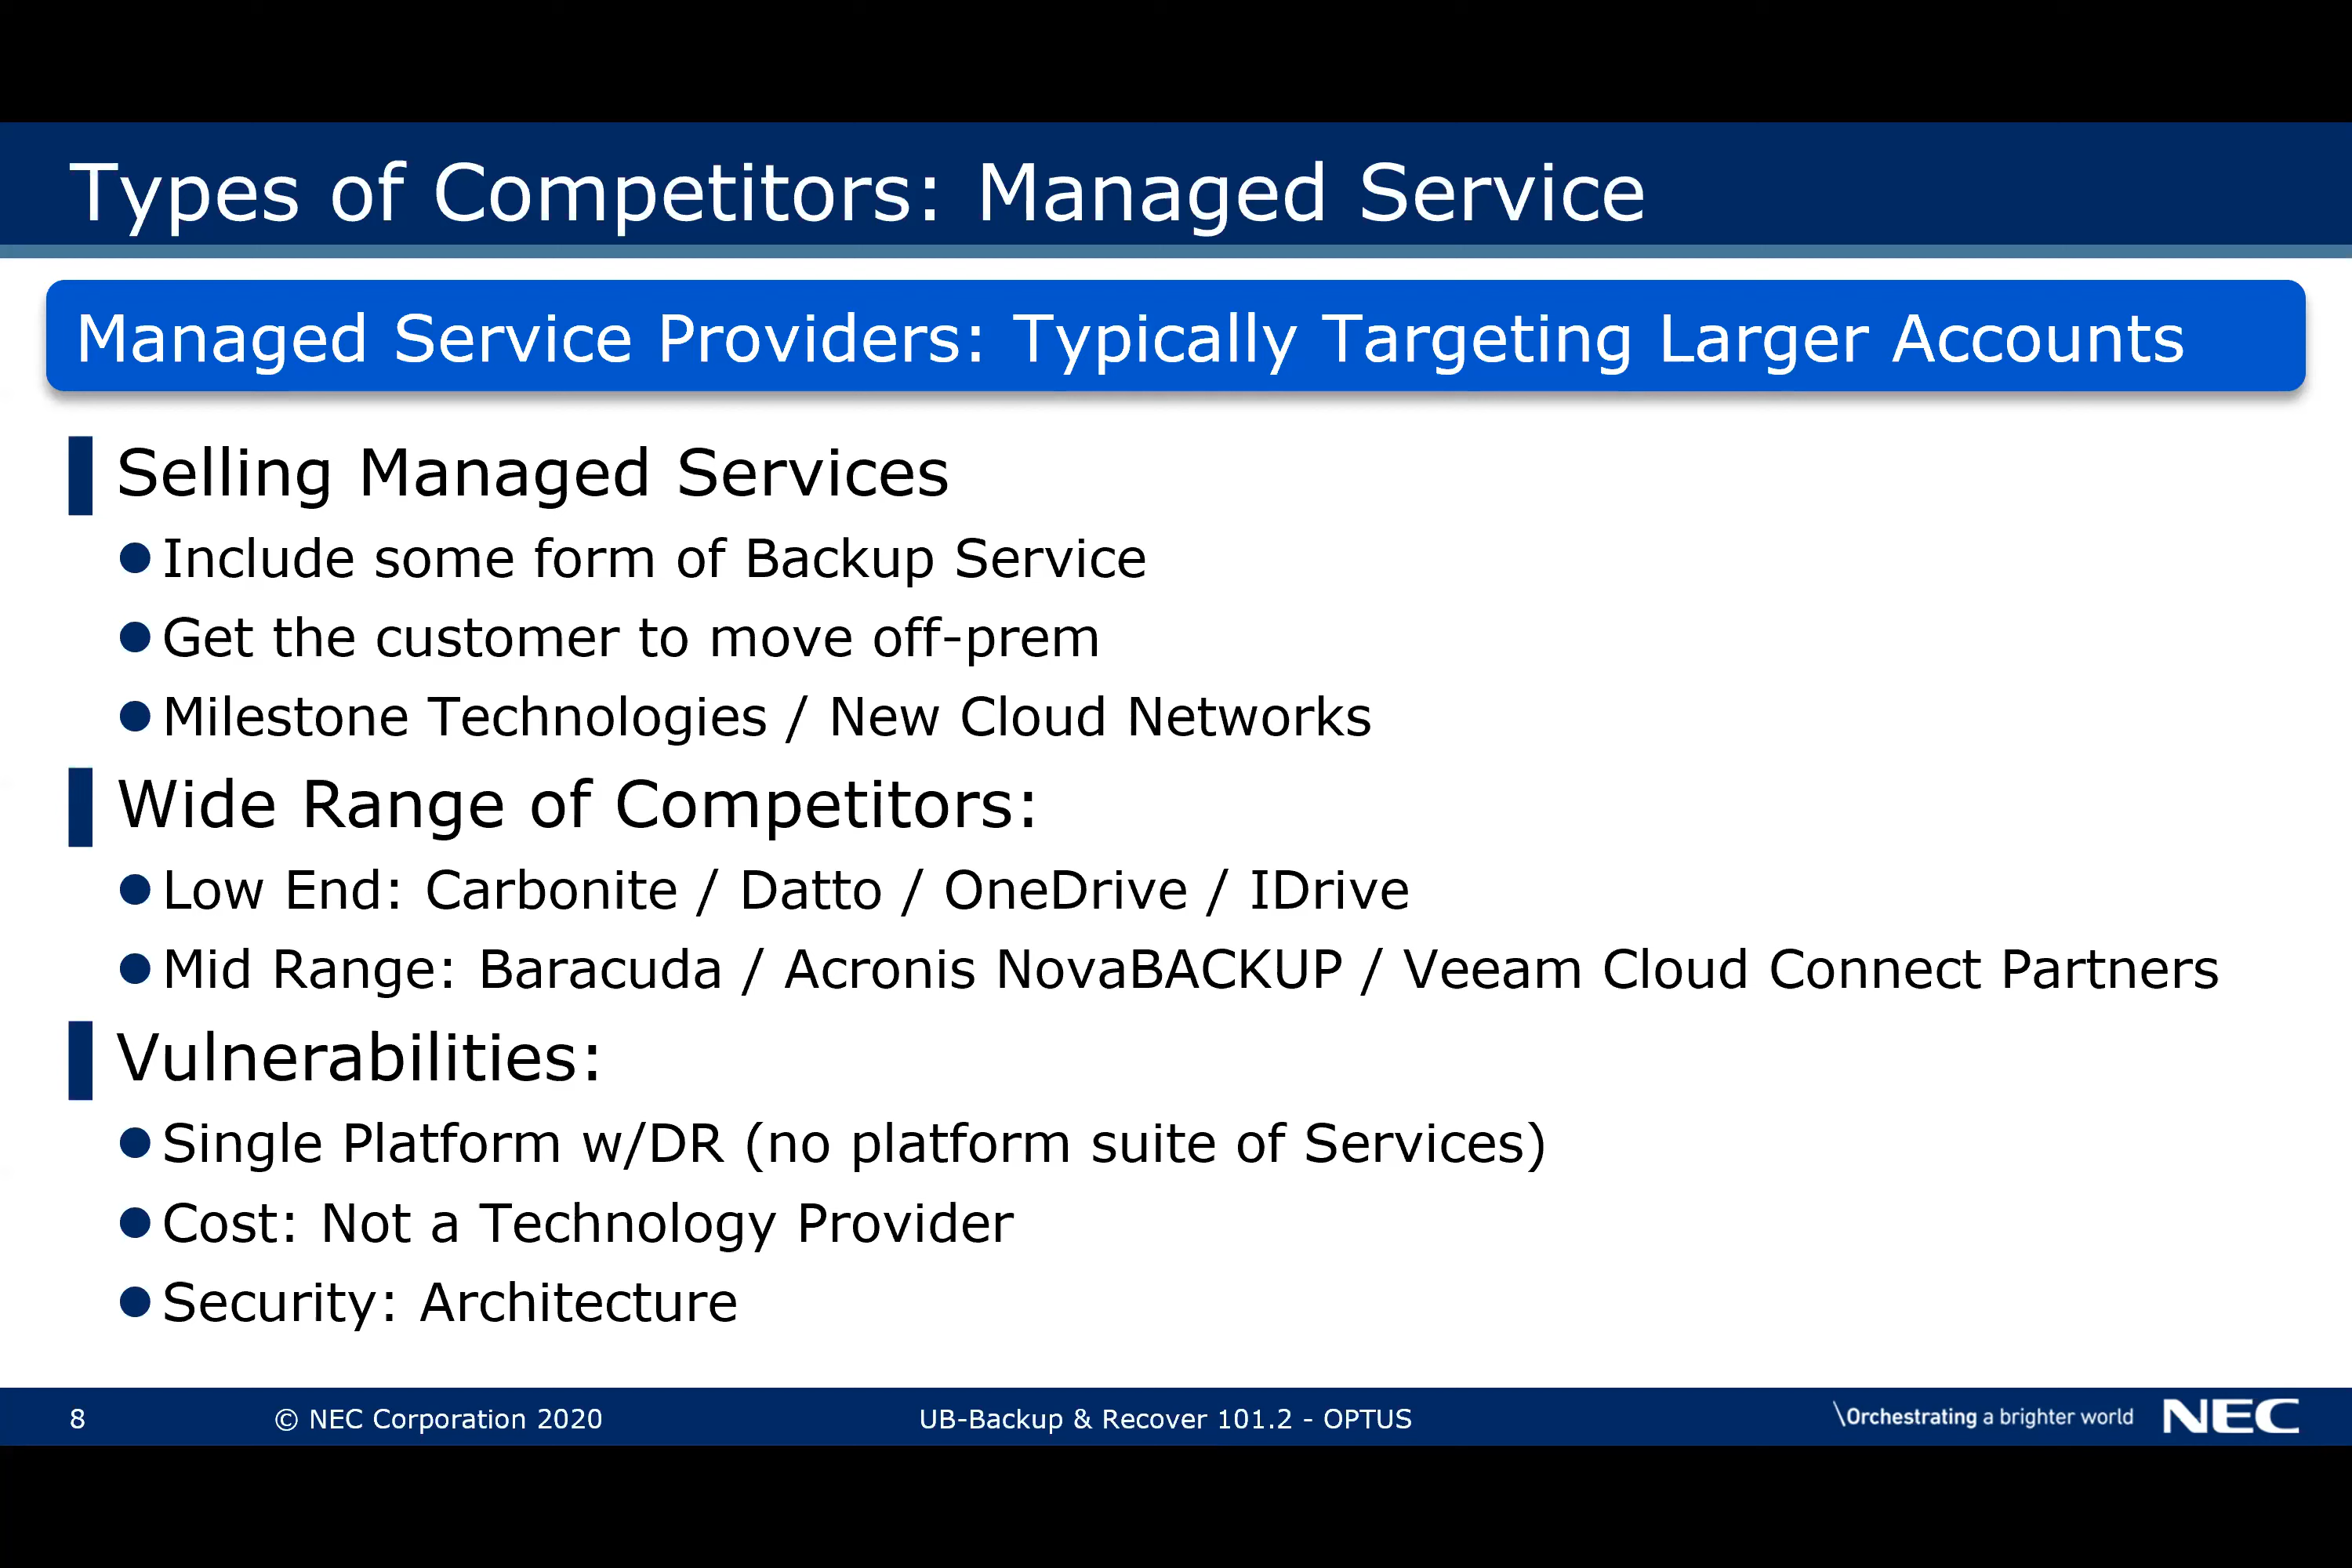 Types of Competitors: Managed Service
Managed Service Providers: Typically Targeting Larger Accounts
Selling Managed Services
Include some form of Backup Service
Get the customer to move off-prem
Milestone Technologies / New Cloud Networks
Wide Range of Competitors:
Low End: Carbonite / Datto / OneDrive / IDrive
Mid Range: Baracuda / Acronis NovaBACKUP / Veeam Cloud Connect Partners
Vulnerabilities:
Single Platform w/DR (no platform suite of Services)
Cost: Not a Technology Provider
Security: Architecture
8 © NEC Corporation 2020 UB-Backup & Recover 101.2 - OPTUS \Orchestrating a brighter world NEC